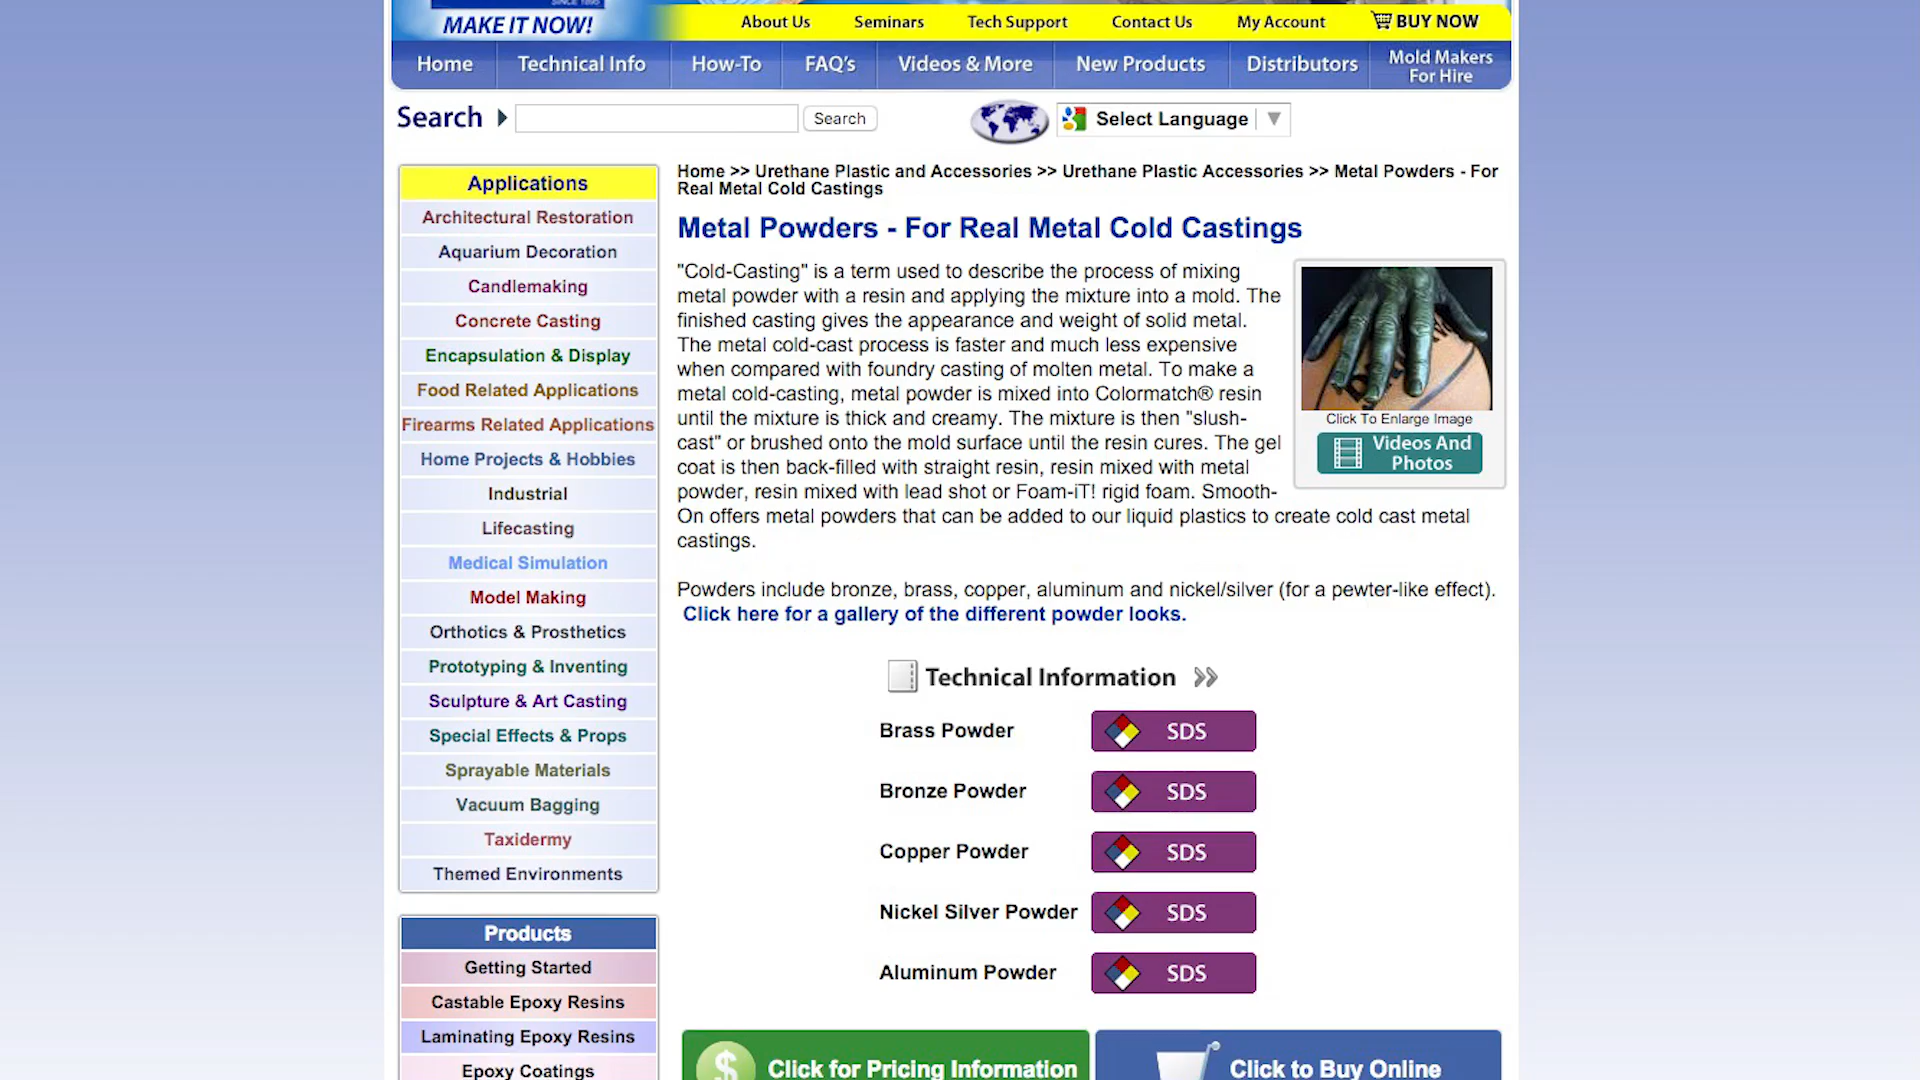 SINCE 1895
MAKE IT NOW!
About Us
Seminars
Tech Support
Contact Us
My Account
BUY NOW
Home
Technical Info
How-To
FAQ's
Videos & More
New Products
Distributors
Mold Makers
For Hire
Search
Search
Select Language
Applications
Architectural Restoration
Aquarium Decoration
Candlemaking
Concrete Casting
Encapsulation & Display
Food Related Applications
Firearms Related Applications
Home Projects & Hobbies
Industrial
Lifecasting
Medical Simulation
Model Making
Orthotics & Prosthetics
Prototyping & Inventing
Sculpture & Art Casting
Special Effects & Props
Sprayable Materials
Vacuum Bagging
Taxidermy
Themed Environments
Products
Getting Started
Castable Epoxy Resins
Laminating Epoxy Resins
Epoxy Coatings
Home >> Urethane Plastic and Accessories >> Urethane Plastic Accessories >> Metal Powders - For
Real Metal Cold Castings
Metal Powders - For Real Metal Cold Castings
"Cold-Casting" is a term used to describe the process of mixing
metal powder with a resin and applying the mixture into a mold. The
finished casting gives the appearance and weight of solid metal.
The metal cold-cast process is faster and much less expensive
when compared with foundry casting of molten metal. To make a
metal cold-casting, metal powder is mixed into Colormatch® resin
until the mixture is thick and creamy. The mixture is then "slush-
cast" or brushed onto the mold surface until the resin cures. The gel
coat is then back-filled with straight resin, resin mixed with metal
powder, resin mixed with lead shot or Foam-iT! rigid foam. Smooth-
On offers metal powders that can be added to our liquid plastics to create cold cast metal
castings.
Click To Enlarge Image
Videos And
Photos
Powders include bronze, brass, copper, aluminum and nickel/silver (for a pewter-like effect).
Click here for a gallery of the different powder looks.
Technical Information
Brass Powder SDS
Bronze Powder SDS
Copper Powder SDS
Nickel Silver Powder SDS
Aluminum Powder SDS
$ Click for Pricing Information
Click to Buy Online